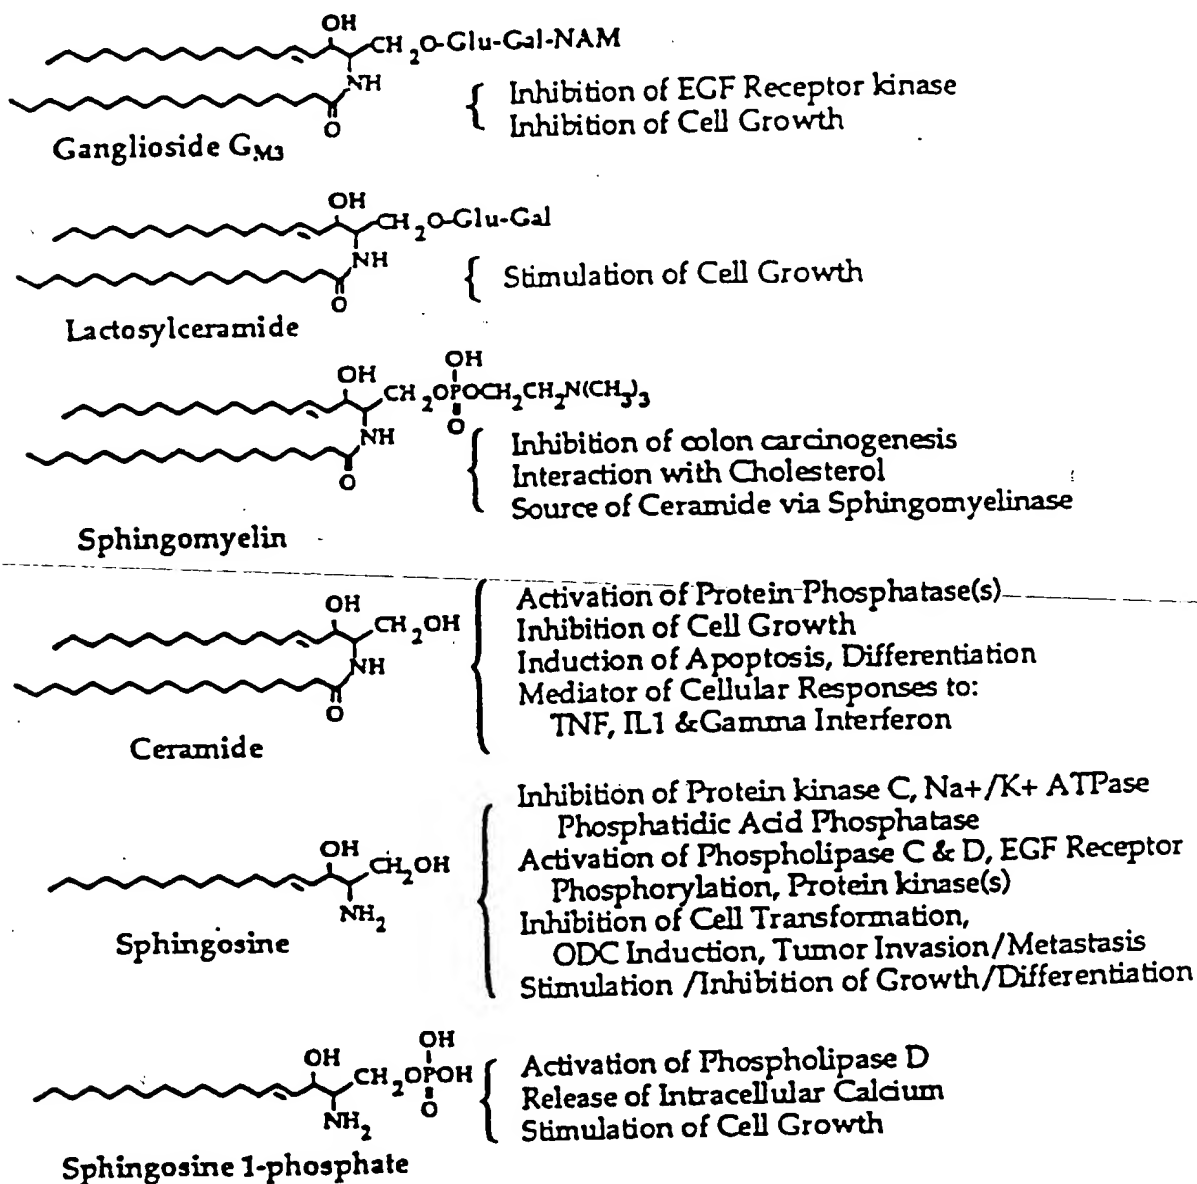 OH
CH2O-Glu-Gal-NAM
NH
O
Ganglioside GM3
{ Inhibition of EGF Receptor kinase
Inhibition of Cell Growth
OH
CH2O-Glu-Gal
NH
O
Lactosylceramide
{ Stimulation of Cell Growth
OH
OH
CH2OPOCH2CH2N(CH3)3
O
NH
O
Sphingomyelin
{ Inhibition of colon carcinogenesis
Interaction with Cholesterol
Source of Ceramide via Sphingomyelinase
OH
CH2OH
NH
O
Ceramide
{ Activation of Protein Phosphatase(s)
Inhibition of Cell Growth
Induction of Apoptosis, Differentiation
Mediator of Cellular Responses to:
TNF, IL1 & Gamma Interferon
OH
CH2OH
NH2
Sphingosine
{ Inhibition of Protein kinase C, Na+/K+ ATPase
Phosphatidic Acid Phosphatase
Activation of Phospholipase C & D, EGF Receptor
Phosphorylation, Protein kinase(s)
Inhibition of Cell Transformation,
ODC Induction, Tumor Invasion/Metastasis
Stimulation /Inhibition of Growth/Differentiation
OH
OH
CH2OPOH
O
NH2
Sphingosine 1-phosphate
{ Activation of Phospholipase D
Release of Intracellular Calcium
Stimulation of Cell Growth